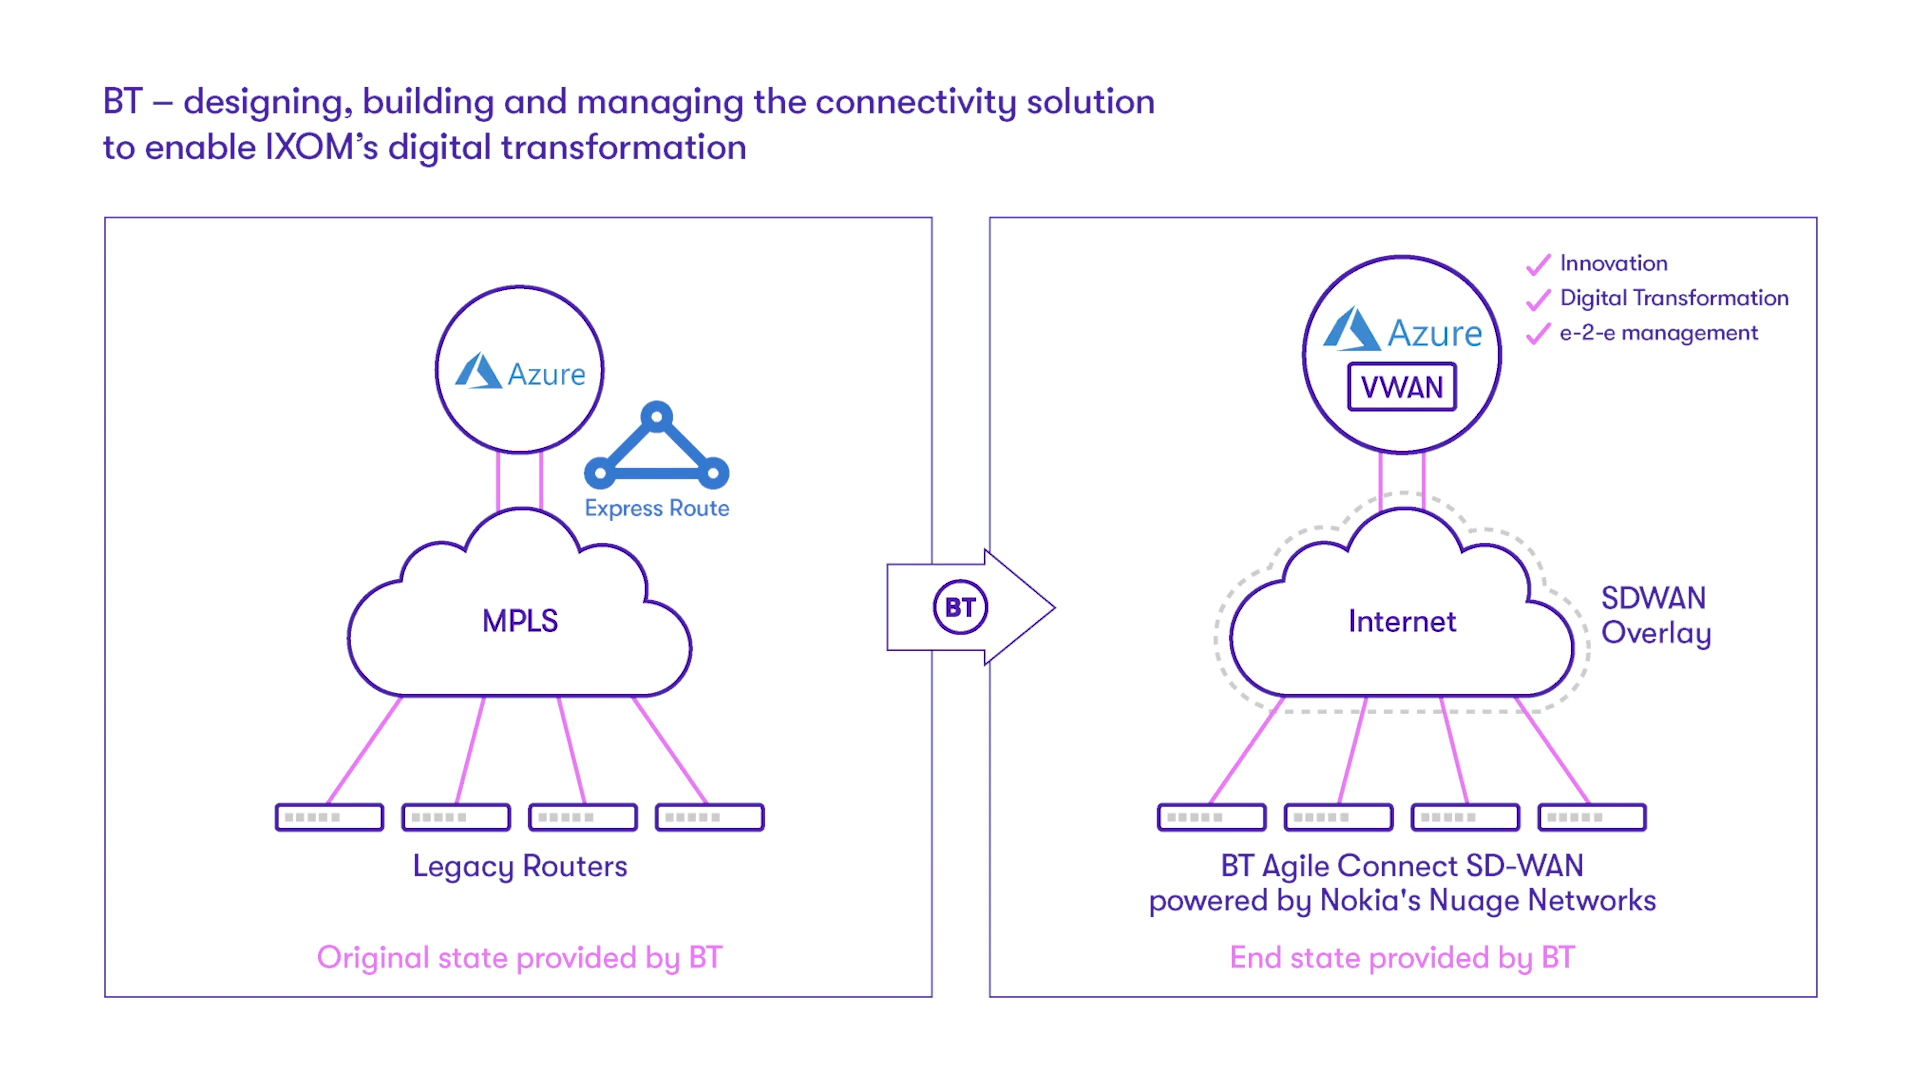 BT – designing, building and managing the connectivity solution
to enable IXOM’s digital transformation
Azure
Express Route
MPLS
Legacy Routers
Original state provided by BT
BT
Azure
VWAN
Innovation
Digital Transformation
e-2-e management
Internet
SDWAN
Overlay
BT Agile Connect SD-WAN
powered by Nokia's Nuage Networks
End state provided by BT